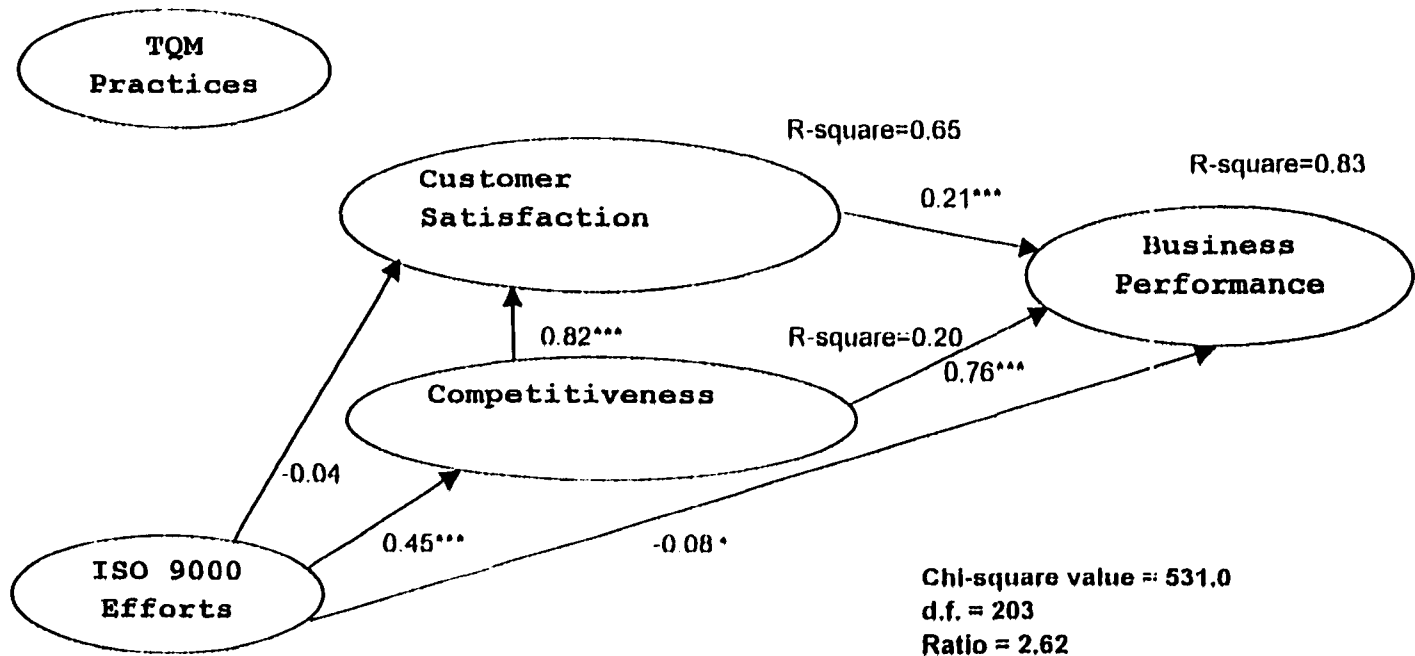 TQM
Practices
R-square=0.65
R-square=0.83
Customer
Satisfaction
0.21***
Business
Performance
0.82***
R-square=0.20
0.76***
Competitiveness
-0.04
0.45***
-0.08 *
ISO 9000
Efforts
Chi-square value = 531.0
d.f. = 203
Ratio = 2.62